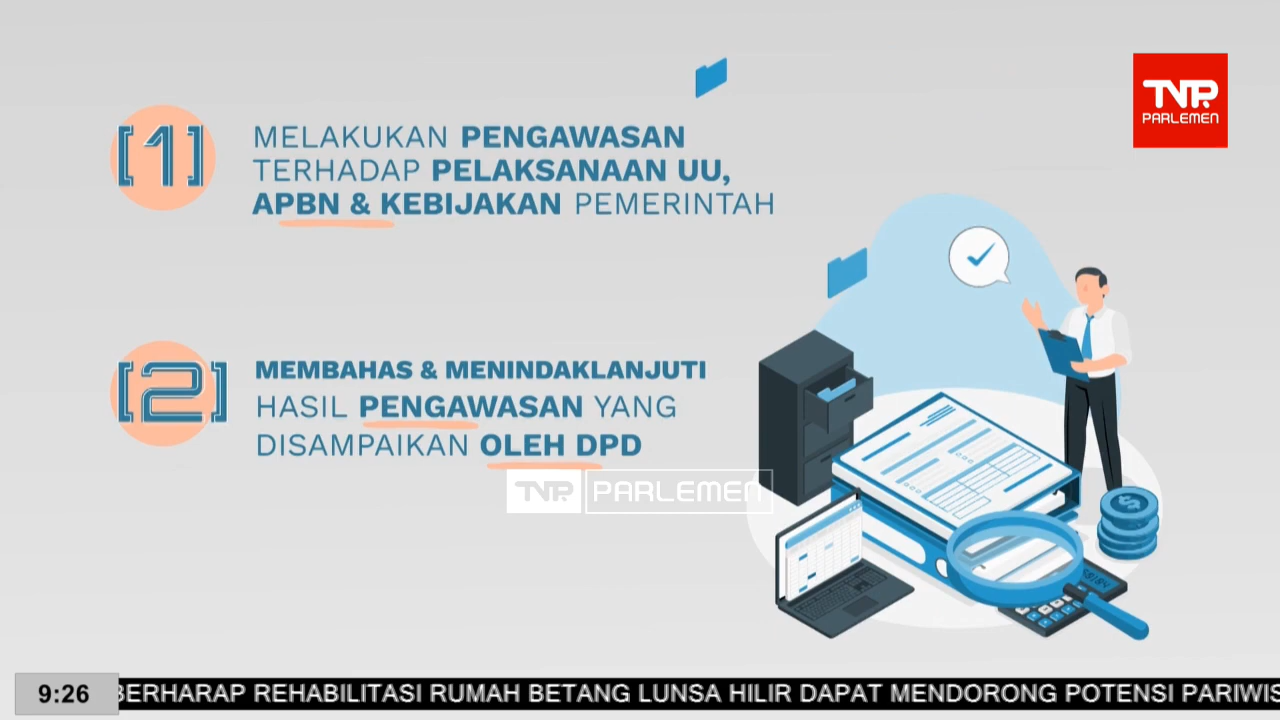 TVR
PARLEMEN
[1]
MELAKUKAN PENGAWASAN
TERHADAP PELAKSANAAN UU,
APBN & KEBIJAKAN PEMERINTAH
[2]
MEMBAHAS & MENINDAKLANJUTI
HASIL PENGAWASAN YANG
DISAMPAIKAN OLEH DPD
TVR PARLEMEN
9:26
BERHARAP REHABILITASI RUMAH BETANG LUNSA HILIR DAPAT MENDORONG POTENSI PARIWIS